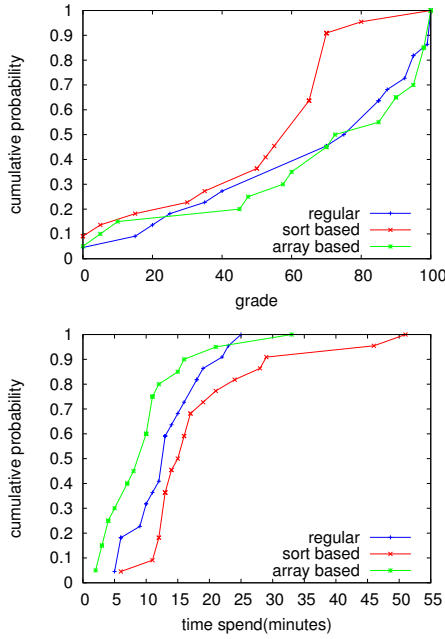 1
0.9
0.8
0.7
0.6
0.5
0.4
0.3
0.2
0.1
0
cumulative probability
regular
sort based
array based
0 20 40 60 80 100
grade
1
0.9
0.8
0.7
0.6
0.5
0.4
0.3
0.2
0.1
0
cumulative probability
regular
sort based
array based
0 5 10 15 20 25 30 35 40 45 50 55
time spend(minutes)